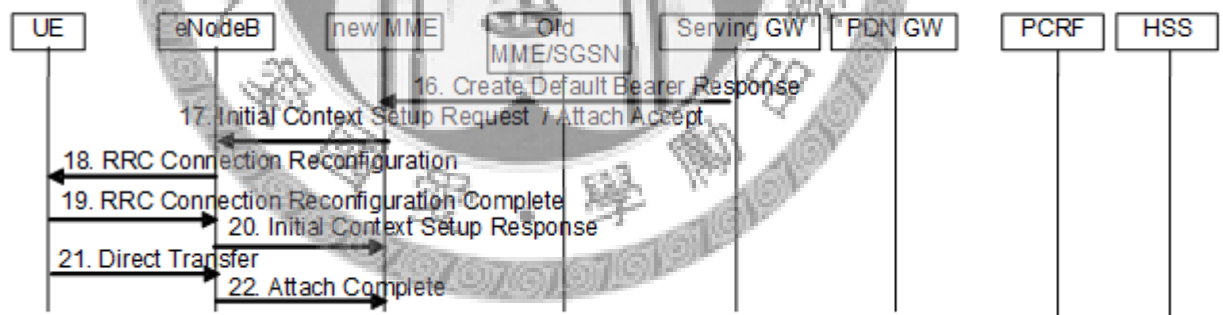 UE
eNodeB
new MME
Old
MME/SGSN
Serving GW
PDN GW
PCRF
HSS
16. Create Default Bearer Response
17. Initial Context Setup Request / Attach Accept
18. RRC Connection Reconfiguration
19. RRC Connection Reconfiguration Complete
20. Initial Context Setup Response
21. Direct Transfer
22. Attach Complete